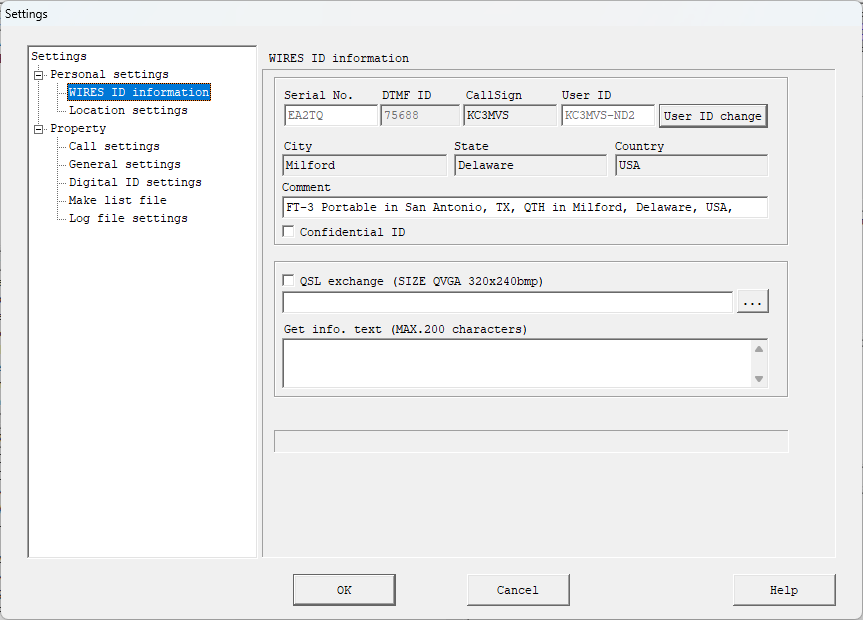 Settings
Settings
Personal settings
WIRES ID information
Location settings
Property
Call settings
General settings
Digital ID settings
Make list file
Log file settings
WIRES ID information
Serial No. DTMF ID CallSign User ID
EA2TQ 75688 KC3MVS KC3MVS-ND2 User ID change
City State Country
Milford Delaware USA
Comment
FT-3 Portable in San Antonio, TX, QTH in Milford, Delaware, USA,
Confidential ID
QSL exchange (SIZE QVGA 320x240bmp)
...
Get info. text (MAX.200 characters)
OK Cancel Help